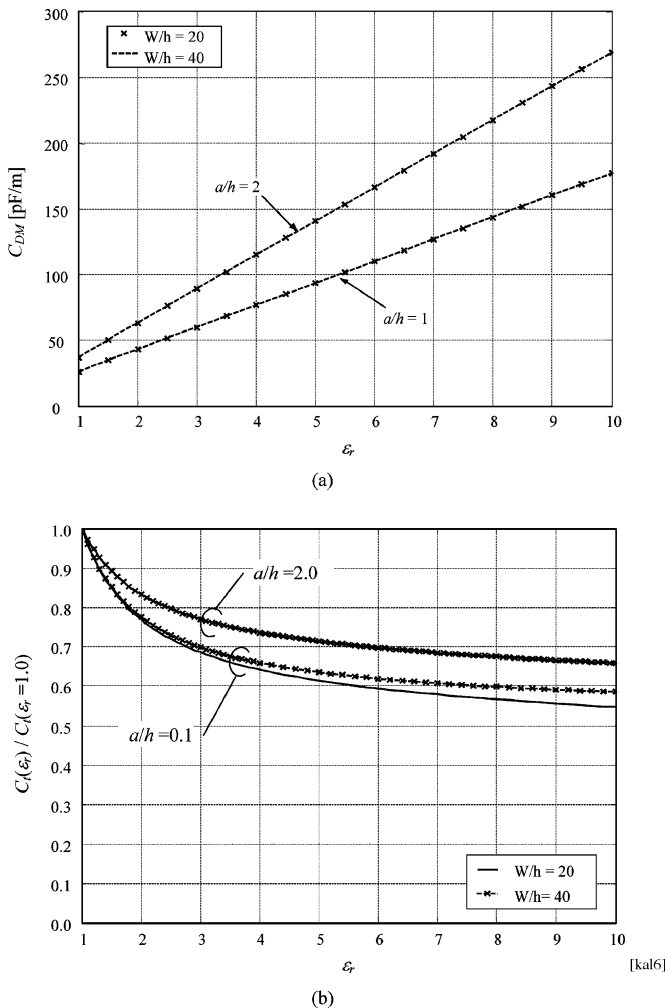 300
250
200
150
100
50
0
C_DM [pF/m]
W/h = 20
W/h = 40
a/h = 2
a/h = 1
1 2 3 4 5 6 7 8 9 10
ε_r
(a)
1.0
0.9
0.8
0.7
0.6
0.5
0.4
0.3
0.2
0.1
0.0
C_t(ε_r) / C_t(ε_r =1.0)
a/h=2.0
a/h=0.1
W/h = 20
W/h= 40
1 2 3 4 5 6 7 8 9 10
ε_r
[kal6]
(b)